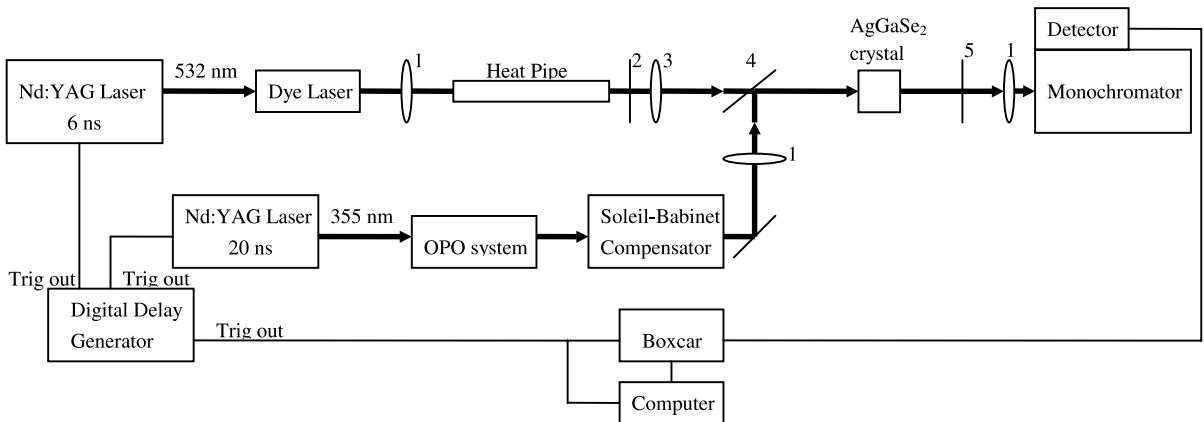 AgGaSe₂
crystal
Detector
532 nm
1
Heat Pipe
2
3
4
5
1
Nd:YAG Laser
6 ns
Dye Laser
Monochromator
1
Nd:YAG Laser
20 ns
355 nm
OPO system
Soleil-Babinet
Compensator
Trig out
Trig out
Digital Delay
Generator
Trig out
Boxcar
Computer